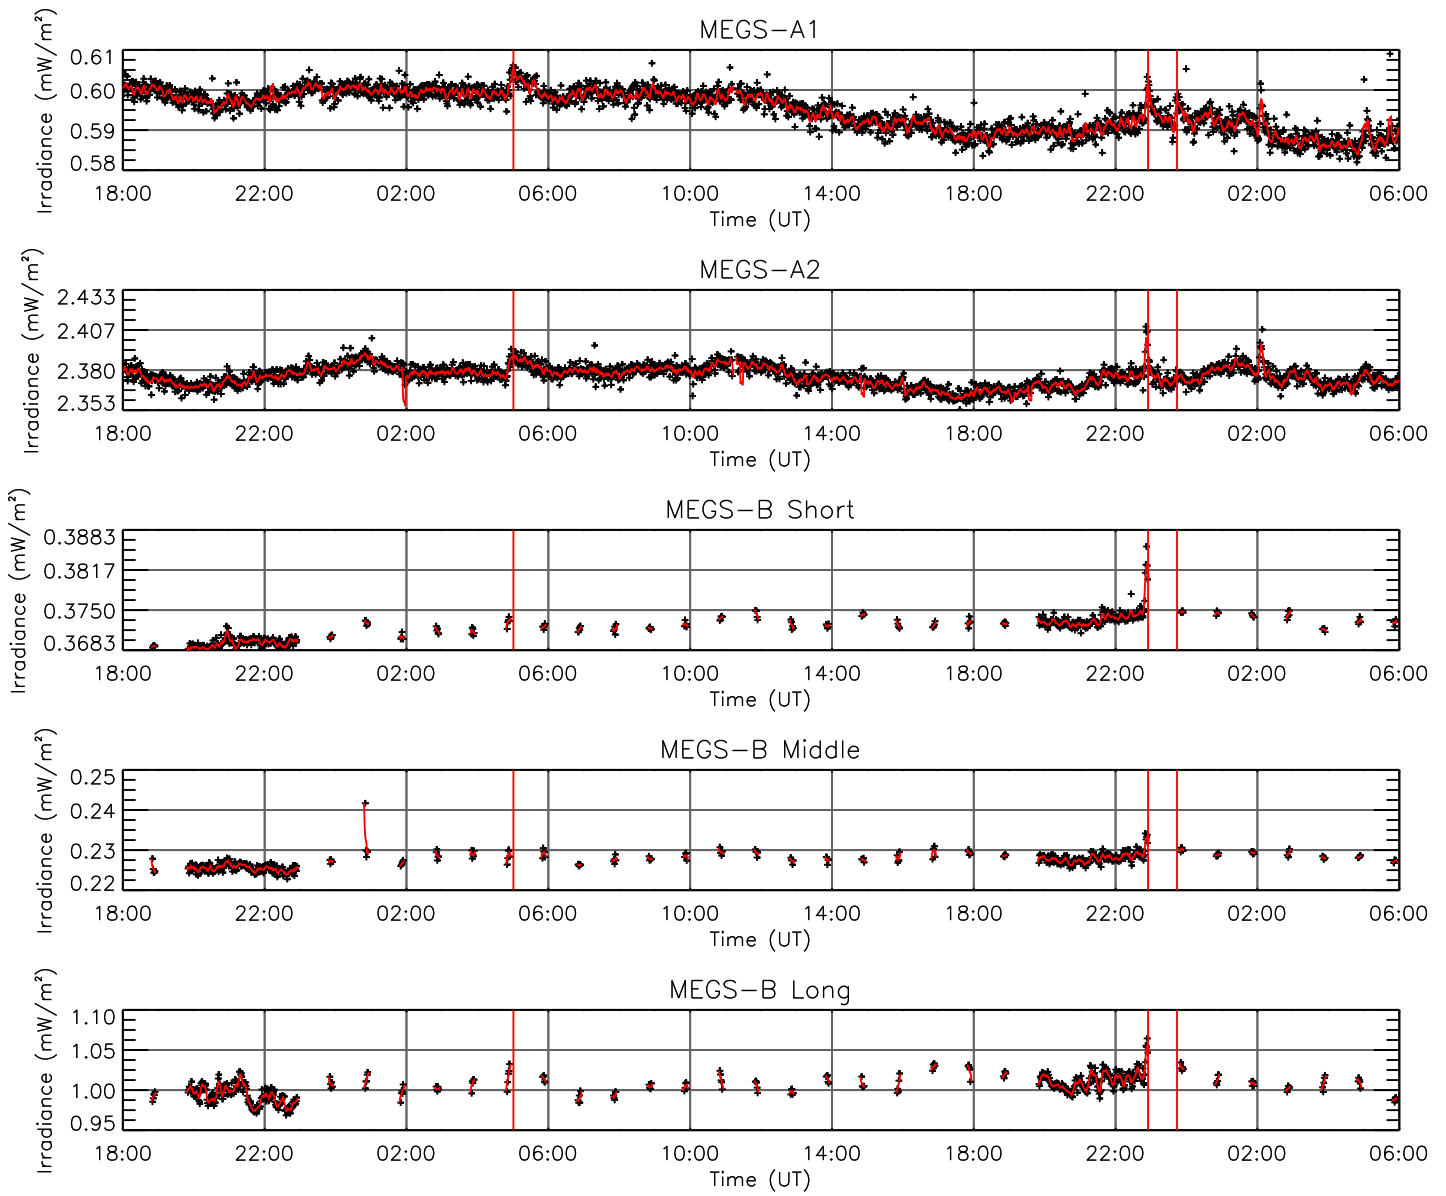 MEGS-A1
Irradiance (mW/m²)
0.61
0.60
0.59
0.58
18:00 22:00 02:00 06:00 10:00 14:00 18:00 22:00 02:00 06:00
Time (UT)
MEGS-A2
Irradiance (mW/m²)
2.433
2.407
2.380
2.353
18:00 22:00 02:00 06:00 10:00 14:00 18:00 22:00 02:00 06:00
Time (UT)
MEGS-B Short
Irradiance (mW/m²)
0.3883
0.3817
0.3750
0.3683
18:00 22:00 02:00 06:00 10:00 14:00 18:00 22:00 02:00 06:00
Time (UT)
MEGS-B Middle
Irradiance (mW/m²)
0.25
0.24
0.23
0.22
18:00 22:00 02:00 06:00 10:00 14:00 18:00 22:00 02:00 06:00
Time (UT)
MEGS-B Long
Irradiance (mW/m²)
1.10
1.05
1.00
0.95
18:00 22:00 02:00 06:00 10:00 14:00 18:00 22:00 02:00 06:00
Time (UT)